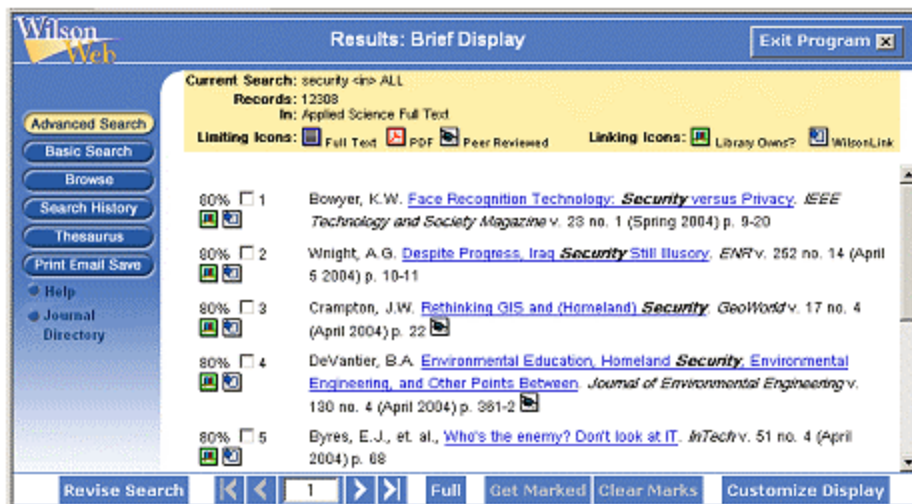 Wilson
Web
Results: Brief Display
Exit Program
Current Search: security <in> ALL
Records: 12308
In: Applied Science Full Text
Limiting Icons: Full Text PDF Peer Reviewed Linking Icons: Library Owns? WilsonLink
Advanced Search
Basic Search
Browse
Search History
Thesaurus
Print Email Save
Help
Journal
Directory
80% 1 Bowyer, K.W. Face Recognition Technology: Security versus Privacy. IEEE
Technology and Society Magazine v. 23 no. 1 (Spring 2004) p. 9-20
80% 2 Wright, A.G. Despite Progress, Iraq Security Still Illusory. ENR v. 252 no. 14 (April
5 2004) p. 10-11
80% 3 Crampton, J.W. Rethinking GIS and (Homeland) Security. GeoWorld v. 17 no. 4
(April 2004) p. 22
80% 4 DeVantier, B.A. Environmental Education, Homeland Security, Environmental
Engineering, and Other Points Between. Journal of Environmental Engineering v.
130 no. 4 (April 2004) p. 361-2
80% 5 Byres, E.J., et. al., Who's the enemy? Don't look at IT. InTech v. 51 no. 4 (April
2004) p. 68
Revise Search 1 Full Get Marked Clear Marks Customize Display